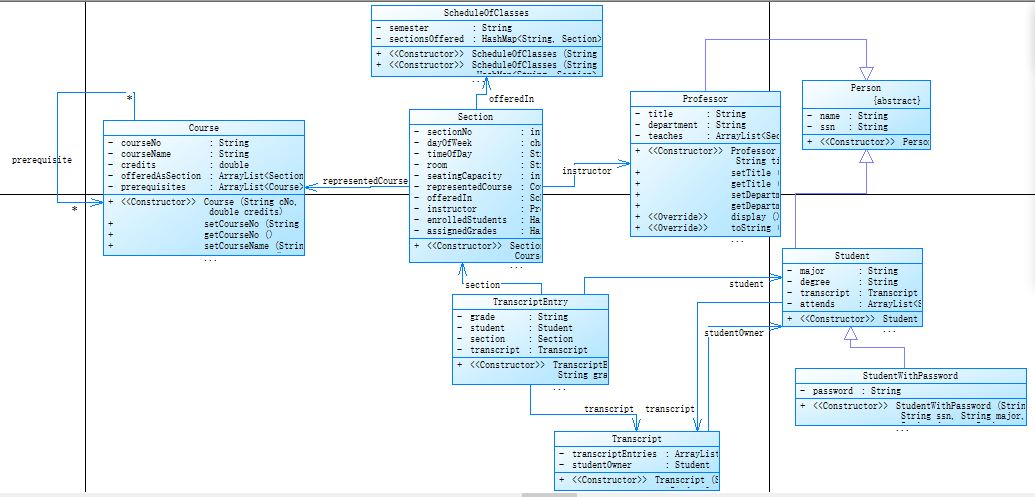 ScheduleOfClasses
- semester : String
- sectionsOffered : HashMap<String, Section>
+ <<Constructor>> ScheduleOfClasses (String
+ <<Constructor>> ScheduleOfClasses (String
...
offeredIn
Course
- courseNo : String
- courseName : String
- credits : double
- offeredAsSection : ArrayList<Section
- prerequisites : ArrayList<Course>
+ <<Constructor>> Course (String cNo,
double credits)
+ setCourseNo (String
+ getCourseNo ()
+ setCourseName (Strin
...
*
prerequisite
*
representedCourse
Section
- sectionNo : in
- dayOfWeek : ch
- timeOfDay : St
- room : St
- seatingCapacity : in
- representedCourse : Co
- offeredIn : Sc
- instructor : Pr
- enrolledStudents : Ha
- assignedGrades : Ha
+ <<Constructor>> Sectio
Cours
...
instructor
Professor
- title : String
- department : String
- teaches : ArrayList<Sec
+ <<Constructor>> Professor
String ti
+ setTitle (
+ getTitle (
+ setDepart
+ getDepart
+ <<Override>> display ()
+ <<Override>> toString
...
Person
{abstract}
- name : String
- ssn : String
+ <<Constructor>> Perso
Student
- major : String
- degree : String
- transcript : Transcript
- attends : ArrayList<S
+ <<Constructor>> Student
...
section
student
studentOwner
TranscriptEntry
- grade : String
- student : Student
- section : Section
- transcript : Transcript
+ <<Constructor>> TranscriptE
String gra
...
StudentWithPassword
- password : String
+ <<Constructor>> StudentWithPassword (Strin
String ssn, String major,
...
transcript transcript
Transcript
- transcriptEntries : ArrayList
- studentOwner : Student
+ <<Constructor>> Transcript (S